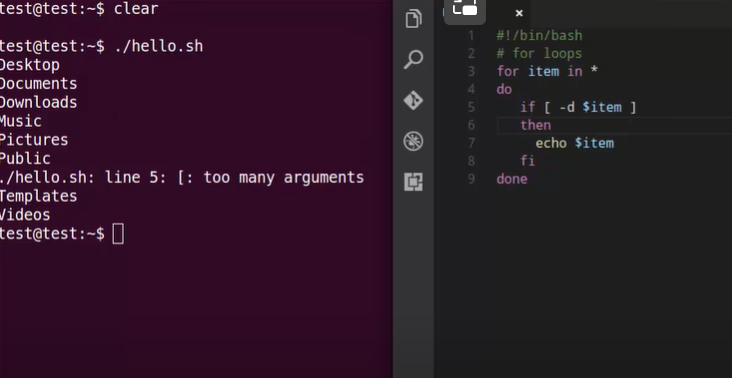 test@test:~$ clear
test@test:~$ ./hello.sh
Desktop
Documents
Downloads
Music
Pictures
Public
./hello.sh: line 5: [: too many arguments
Templates
Videos
test@test:~$
1 #!/bin/bash
2 # for loops
3 for item in *
4 do
5 if [ -d $item ]
6 then
7 echo $item
8 fi
9 done